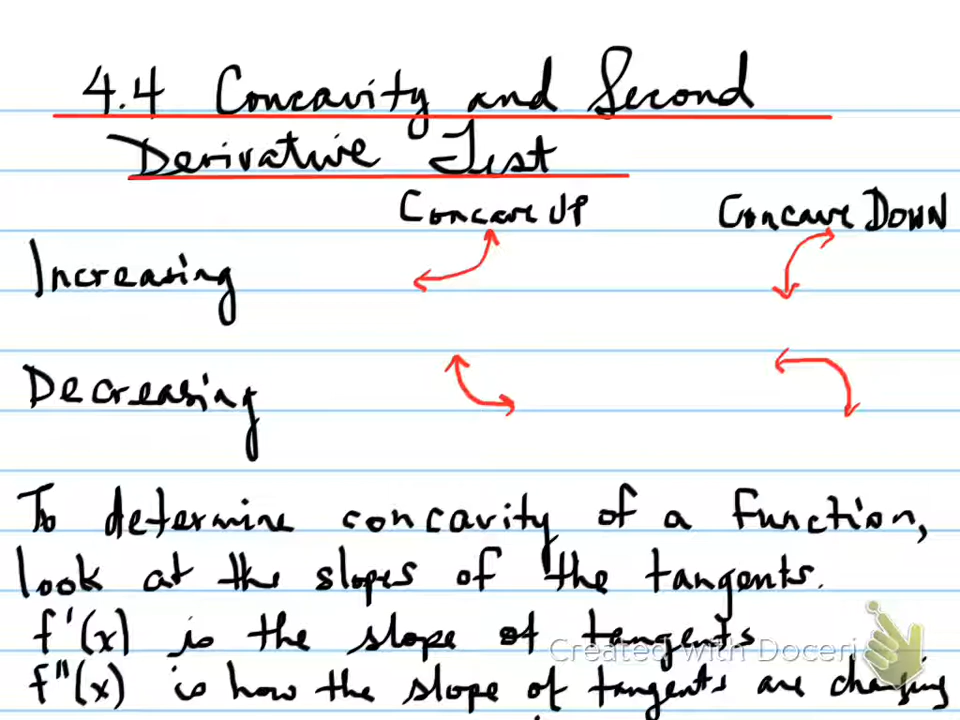 4.4 Concavity and Second
Derivative Test
Concave UP Concave DOWN
Increasing
Decreasing
To determine concavity of a function,
look at the slopes of the tangents.
f'(x) is the slope of tangents
Created with Doceri
f"(x) is how the slope of tangents are changing